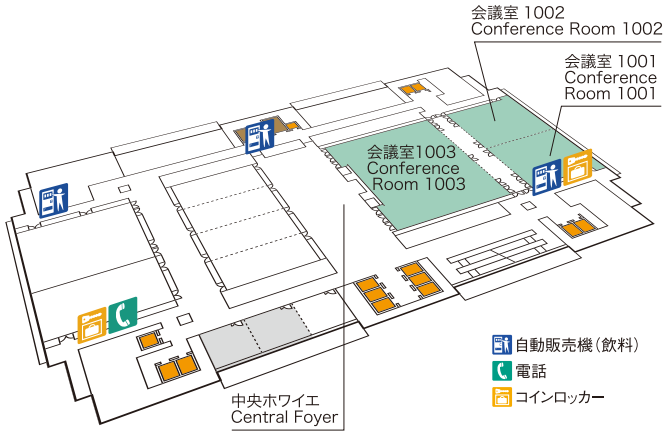 会議室 1002
Conference Room 1002
会議室 1001
Conference
Room 1001
会議室1003
Conference
Room 1003
自動販売機(飲料)
電話
コインロッカー
中央ホワイエ
Central Foyer